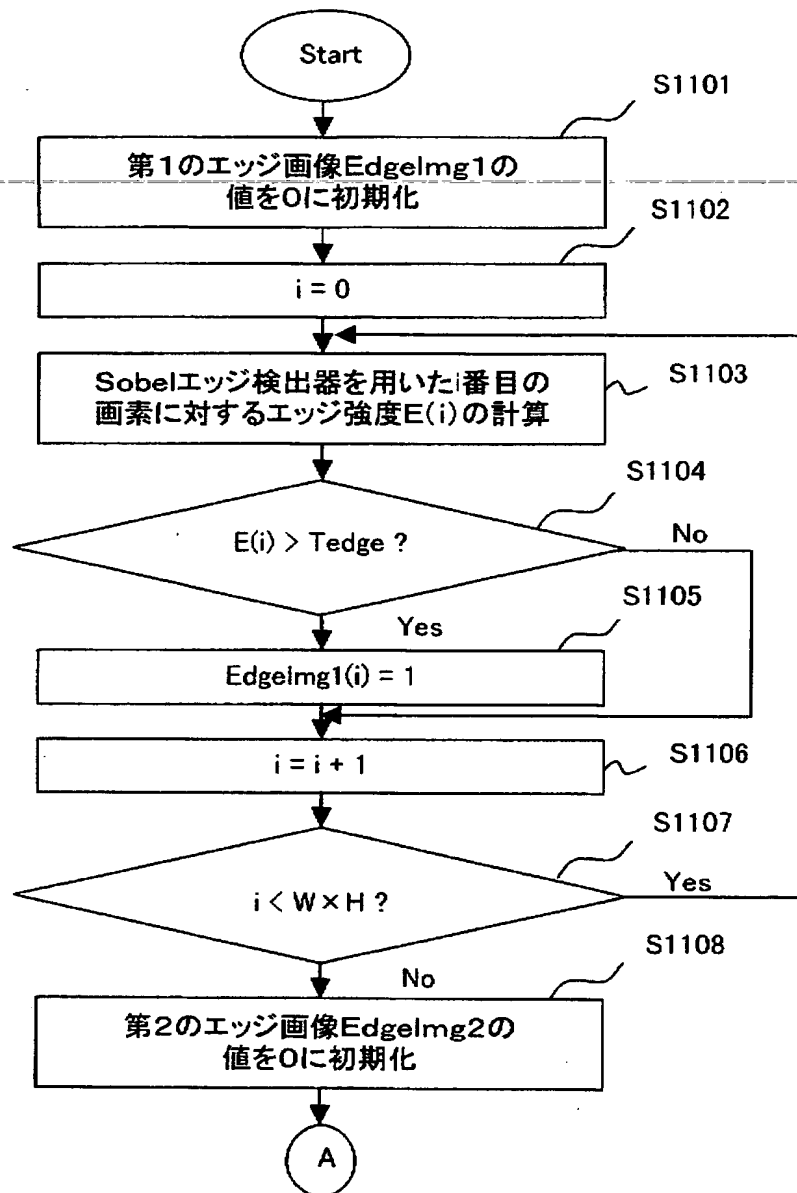 Start
S1101
第1のエッジ画像EdgeImg1の
値を0に初期化
S1102
i = 0
Sobelエッジ検出器を用いたi番目の
画素に対するエッジ強度E(i)の計算
S1103
S1104
E(i) > Tedge ?
No
Yes
S1105
EdgeImg1(i) = 1
i = i + 1
S1106
S1107
i < W × H ?
Yes
No
S1108
第2のエッジ画像EdgeImg2の
値を0に初期化
A